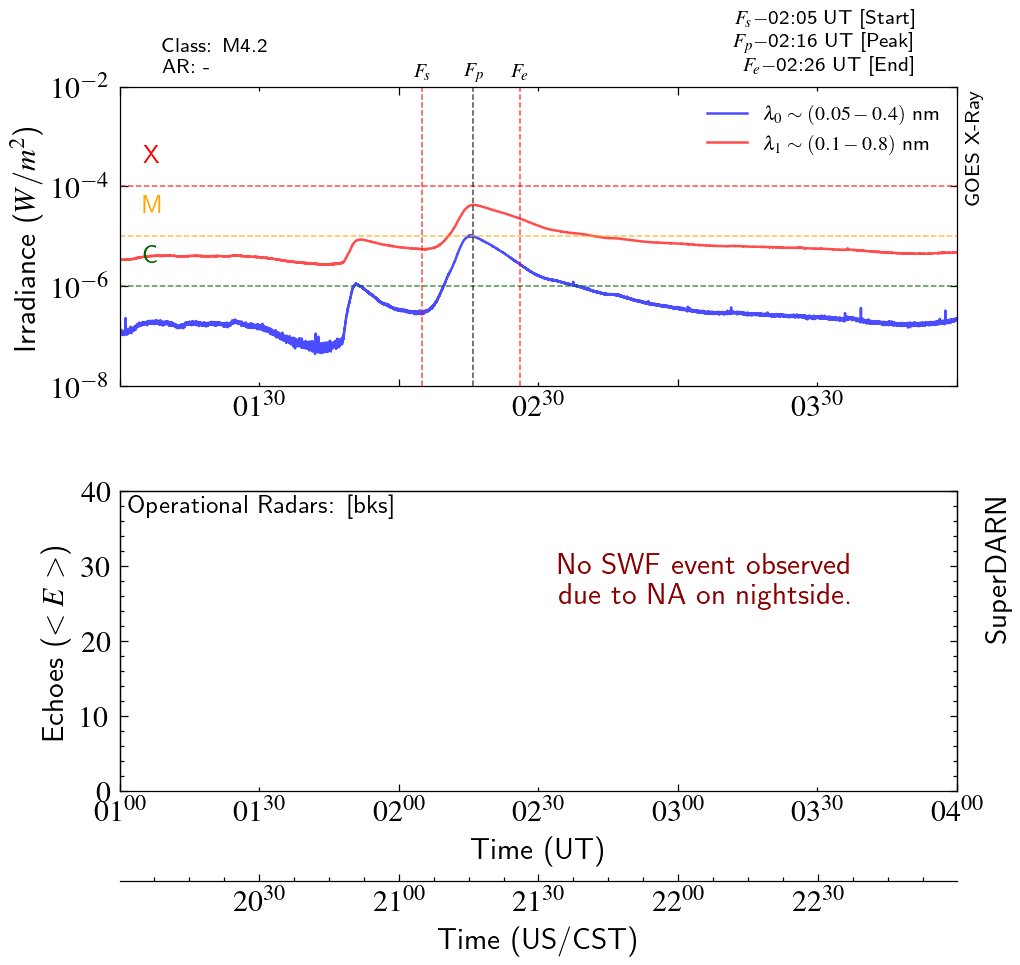 Class: M4.2
AR: -
F_s−02:05 UT [Start]
F_p−02:16 UT [Peak]
F_e−02:26 UT [End]
F_s F_p F_e
10^{-2}
10^{-4}
10^{-6}
10^{-8}
Irradiance (W/m^2)
X
M
C
λ_0 ∼ (0.05 − 0.4) nm
λ_1 ∼ (0.1 − 0.8) nm
GOES X-Ray
01^{30} 02^{30} 03^{30}
40
30
20
10
0
Echoes (< E >)
Operational Radars: [bks]
No SWF event observed
due to NA on nightside.
SuperDARN
01^{00} 01^{30} 02^{00} 02^{30} 03^{00} 03^{30} 04^{00}
Time (UT)
20^{30} 21^{00} 21^{30} 22^{00} 22^{30}
Time (US/CST)